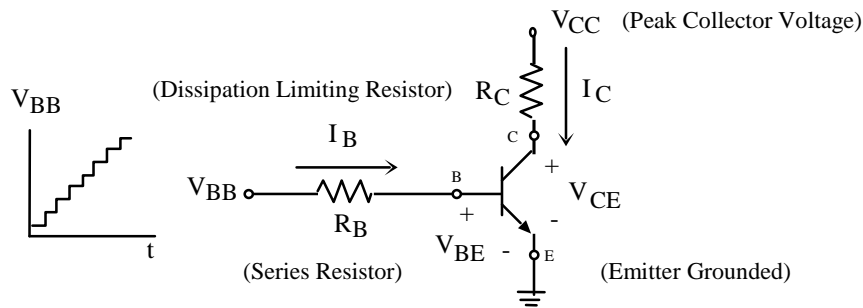 VCC (Peak Collector Voltage)
VBB
(Dissipation Limiting Resistor) RC IC
C
IB
VBB B + VCE
RB + -
VBE - E
t
(Series Resistor) (Emitter Grounded)